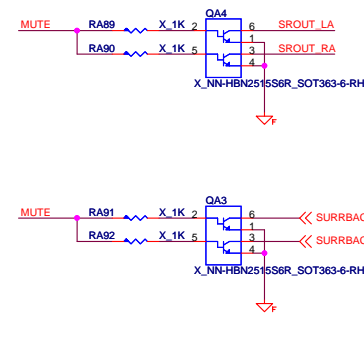 QA4
MUTE RA89 X_1K 2 6 SROUT_LA
1
RA90 X_1K 5 3 SROUT_RA
4
X_NN-HBN2515S6R_SOT363-6-RH
F
QA3
MUTE RA91 X_1K 2 6 SURRBAC
1
RA92 X_1K 5 3 SURRBAC
4
X_NN-HBN2515S6R_SOT363-6-RH
F